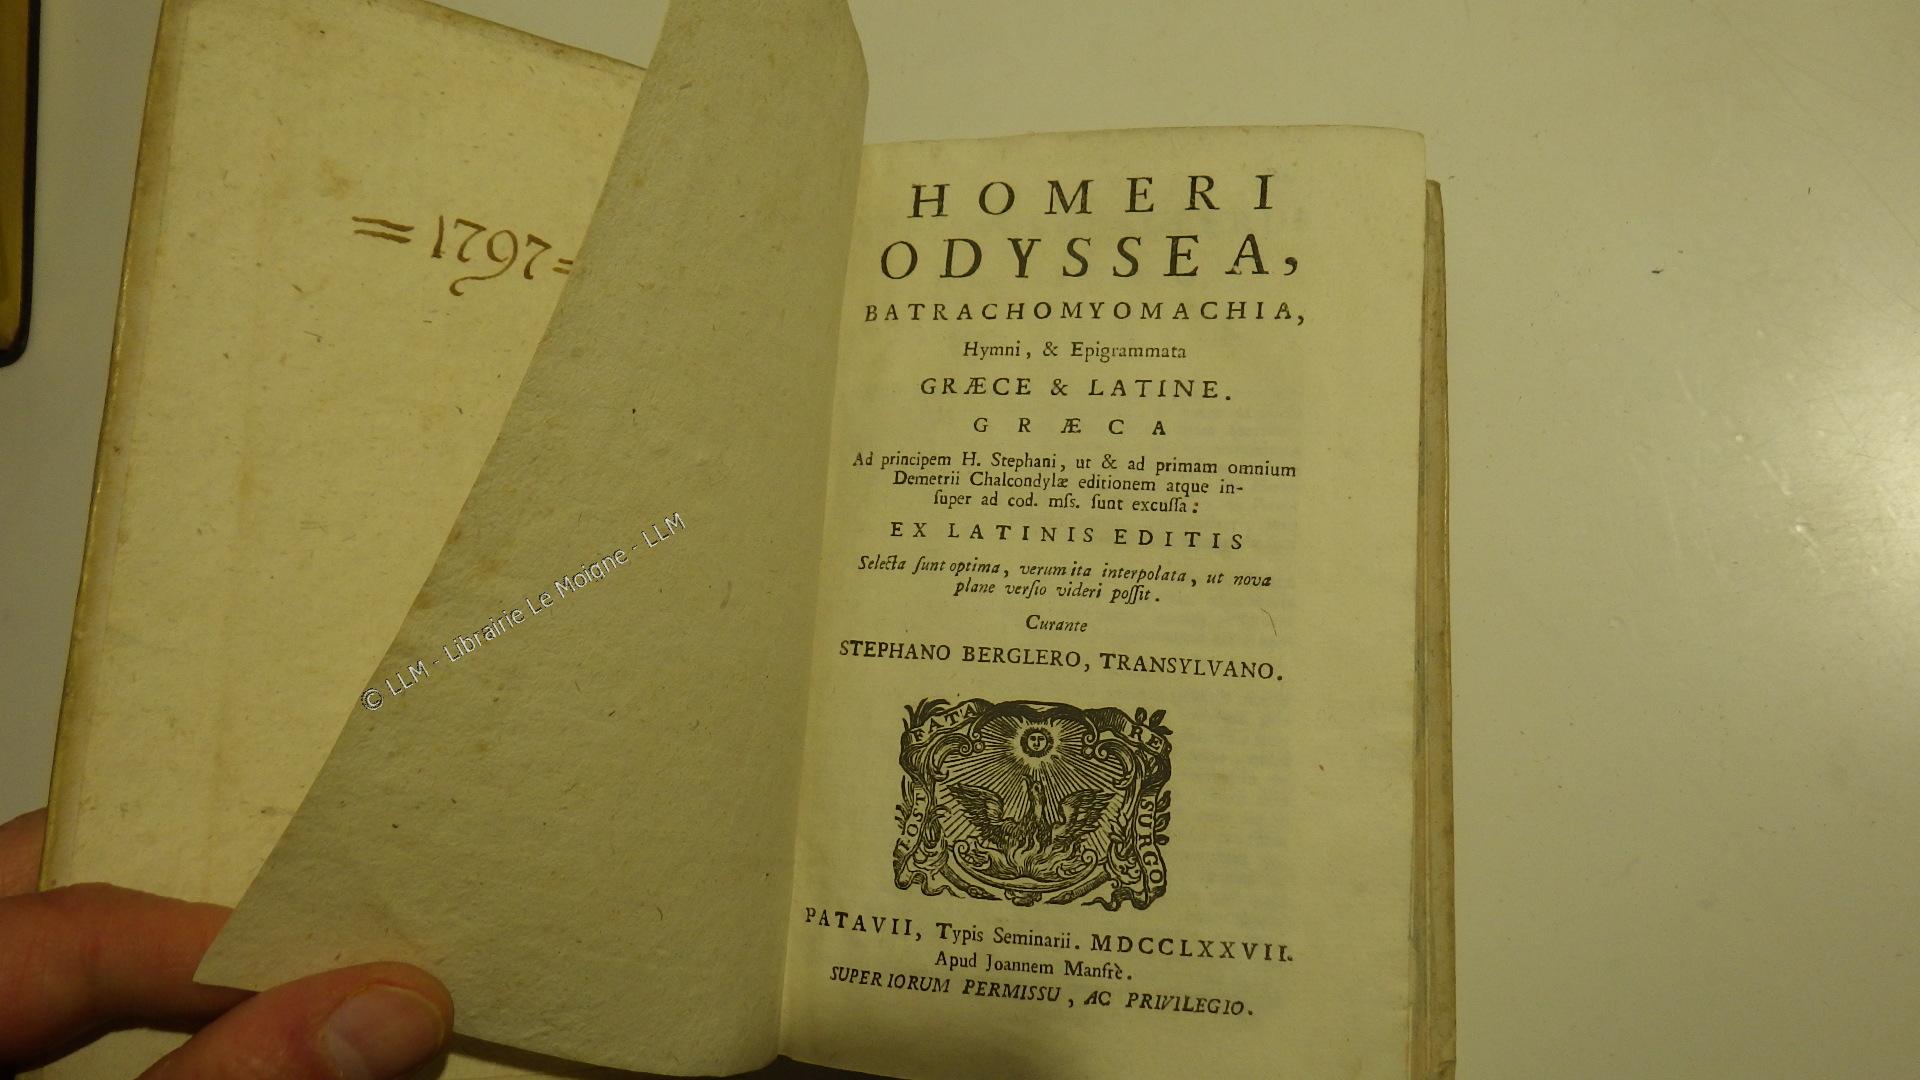 = 1797 =
© LLM - Librairie Le Moigne - LLM
HOMERI
ODYSSEA,
BATRACHOMYOMACHIA,
Hymni, & Epigrammata
GRÆCE & LATINE.
GRÆCA
Ad principem H. Stephani, ut & ad primam omnium
Demetrii Chalcondylæ editionem atque in-
ſuper ad cod. mſs. ſunt excuſſa:
EX LATINIS EDITIS
Selecta ſunt optima, verum ita interpolata, ut nova
plane verſio videri poſſit.
Curante
STEPHANO BERGLERO, TRANSYLVANO.
POST FATA RESURGO
PATAVII, Typis Seminarii. MDCCLXXVII.
Apud Joannem Manfrè.
SUPERIORUM PERMISSU, AC PRIVILEGIO.